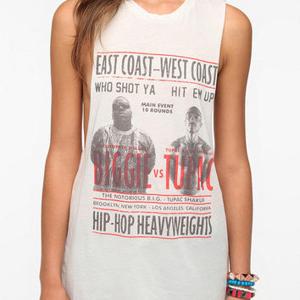 EAST COAST-WEST COAST
WHO SHOT YA HIT EM UP
MAIN EVENT
10 ROUNDS
BIGGIE VS TUPAC
THE NOTORIOUS B.I.G. - TUPAC SHAKUR
BROOKLYN, NEW YORK - LOS ANGELES, CALIFORNIA
HIP-HOP HEAVYWEIGHTS